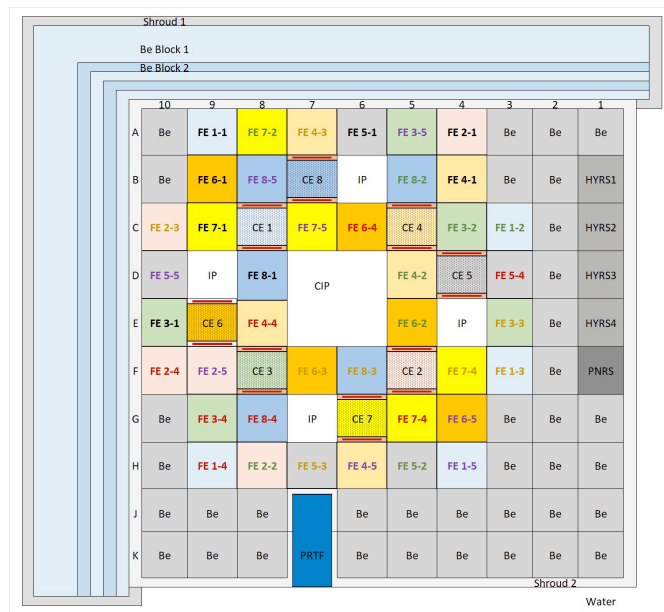 Shroud 1
Be Block 1
Be Block 2
10 9 8 7 6 5 4 3 2 1
A Be FE 1-1 FE 7-2 FE 4-3 FE 5-1 FE 3-5 FE 2-1 Be Be Be
B Be FE 6-1 FE 8-5 CE 8 IP FE 8-2 FE 4-1 Be Be HYRS1
C FE 2-3 FE 7-1 CE 1 FE 7-5 FE 6-4 CE 4 FE 3-2 FE 1-2 Be HYRS2
D FE 5-5 IP FE 8-1 CIP FE 4-2 CE 5 FE 5-4 Be HYRS3
E FE 3-1 CE 6 FE 4-4 FE 6-2 IP FE 3-3 Be HYRS4
F FE 2-4 FE 2-5 CE 3 FE 6-3 FE 8-3 CE 2 FE 7-4 FE 1-3 Be PNRS
G Be FE 3-4 FE 8-4 IP CE 7 FE 7-4 FE 6-5 Be Be Be
H Be FE 1-4 FE 2-2 FE 5-3 FE 4-5 FE 5-2 FE 1-5 Be Be Be
J Be Be Be Be Be Be Be Be Be
K Be Be Be PRTF Be Be Be Be Be Be
Shroud 2
Water